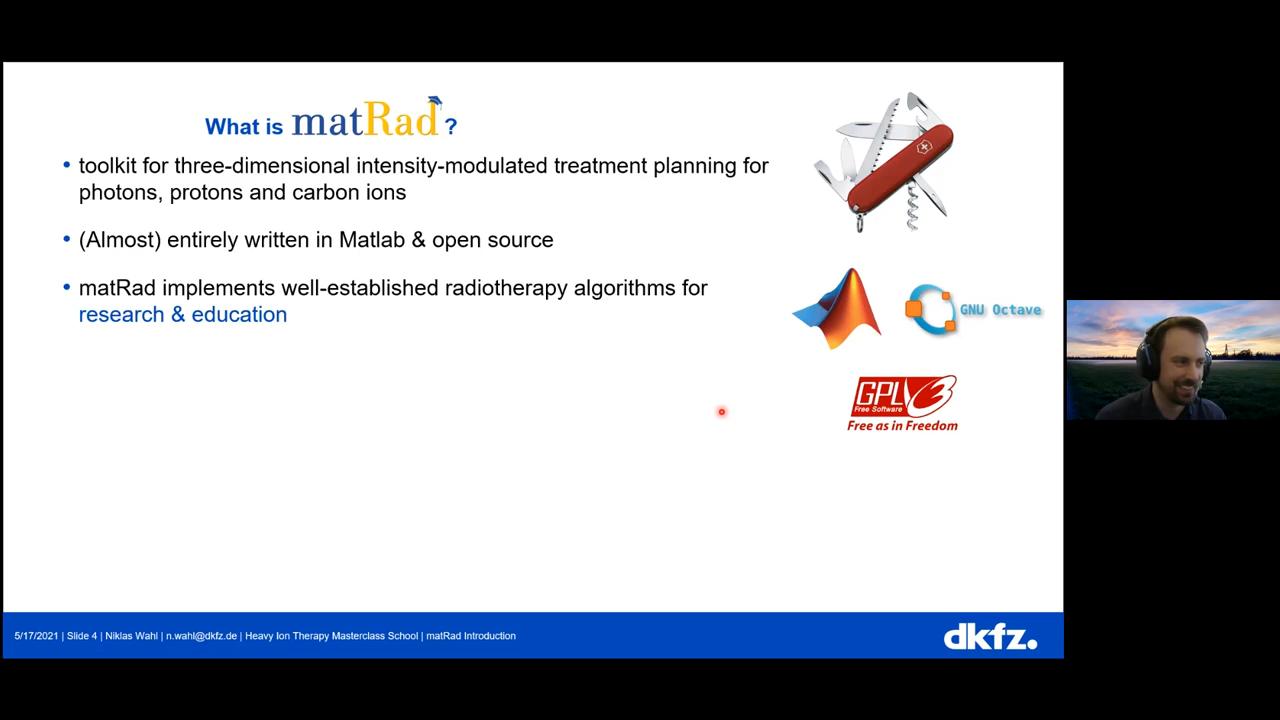 What is matRad ?
• toolkit for three-dimensional intensity-modulated treatment planning for
photons, protons and carbon ions
• (Almost) entirely written in Matlab & open source
• matRad implements well-established radiotherapy algorithms for
research & education
GNU Octave
GPLv3
Free Software
Free as in Freedom
5/17/2021 | Slide 4 | Niklas Wahl | n.wahl@dkfz.de | Heavy Ion Therapy Masterclass School | matRad Introduction
dkfz.